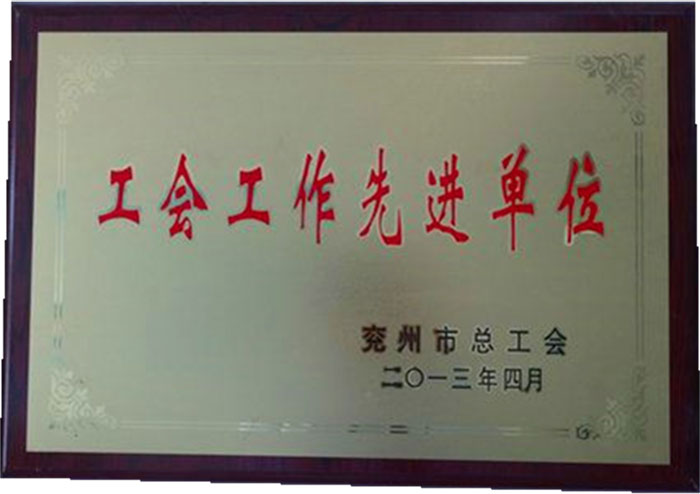 工会工作先进单位
兖州市总工会
二〇一三年四月